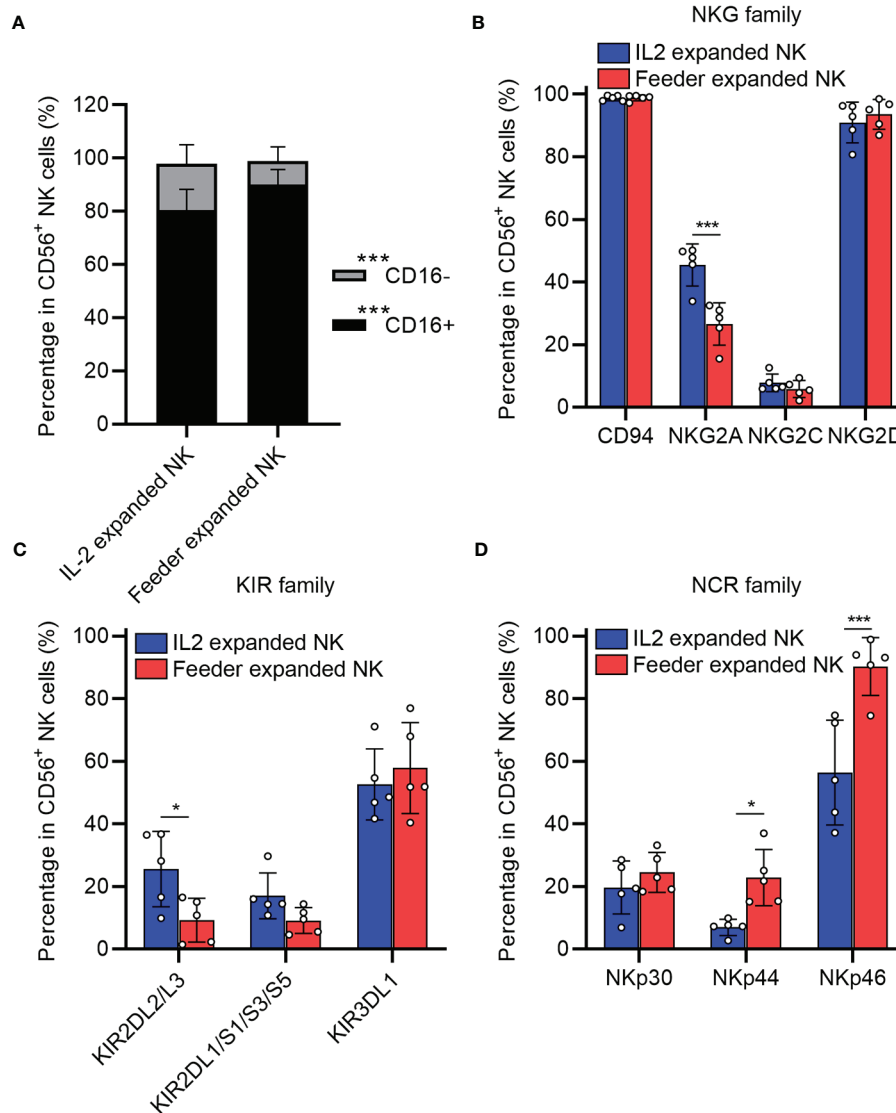 A
Percentage in CD56+ NK cells (%)
120
100
80
60
40
20
0
*** CD16-
*** CD16+
IL-2 expanded NK
Feeder expanded NK
B
NKG family
IL2 expanded NK
Feeder expanded NK
Percentage in CD56+ NK cells (%)
100
80
60
40
20
0
***
CD94 NKG2A NKG2C NKG2D
C
KIR family
IL2 expanded NK
Feeder expanded NK
Percentage in CD56+ NK cells (%)
100
80
60
40
20
0
*
KIR2DL2/L3
KIR2DL1/S1/S3/S5
KIR3DL1
D
NCR family
IL2 expanded NK
Feeder expanded NK
Percentage in CD56+ NK cells (%)
100
80
60
40
20
0
*
***
NKp30 NKp44 NKp46